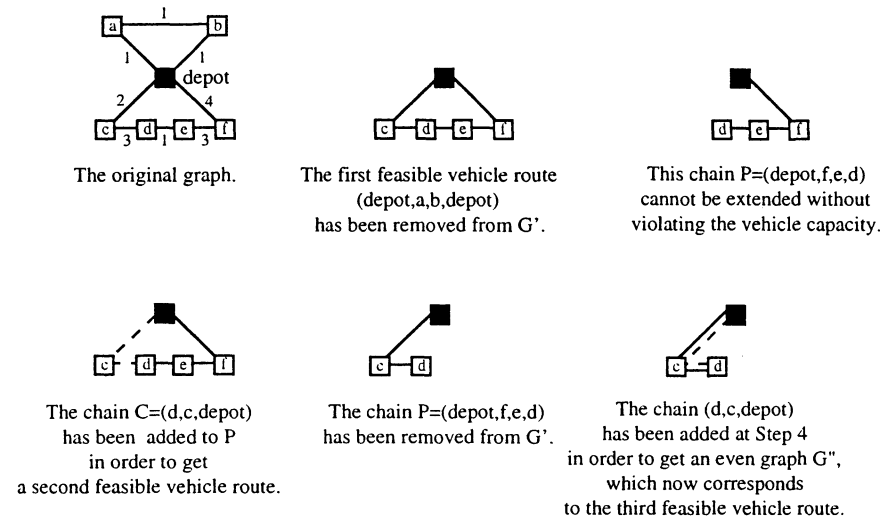 1
a
b
1
1
depot
2
4
c
d
e
f
3
1
3
The original graph.
c
d
e
f
The first feasible vehicle route
(depot,a,b,depot)
has been removed from G'.
d
e
f
This chain P=(depot,f,e,d)
cannot be extended without
violating the vehicle capacity.
c
d
e
f
The chain C=(d,c,depot)
has been added to P
in order to get
a second feasible vehicle route.
c
d
The chain P=(depot,f,e,d)
has been removed from G'.
c
d
The chain (d,c,depot)
has been added at Step 4
in order to get an even graph G",
which now corresponds
to the third feasible vehicle route.